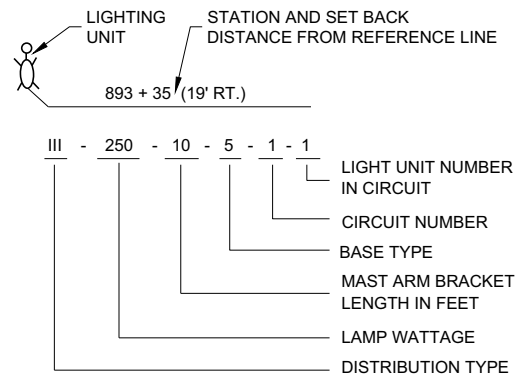 LIGHTING
UNIT
STATION AND SET BACK
DISTANCE FROM REFERENCE LINE
893 + 35 (19' RT.)
III - 250 - 10 - 5 - 1 - 1
LIGHT UNIT NUMBER
IN CIRCUIT
CIRCUIT NUMBER
BASE TYPE
MAST ARM BRACKET
LENGTH IN FEET
LAMP WATTAGE
DISTRIBUTION TYPE